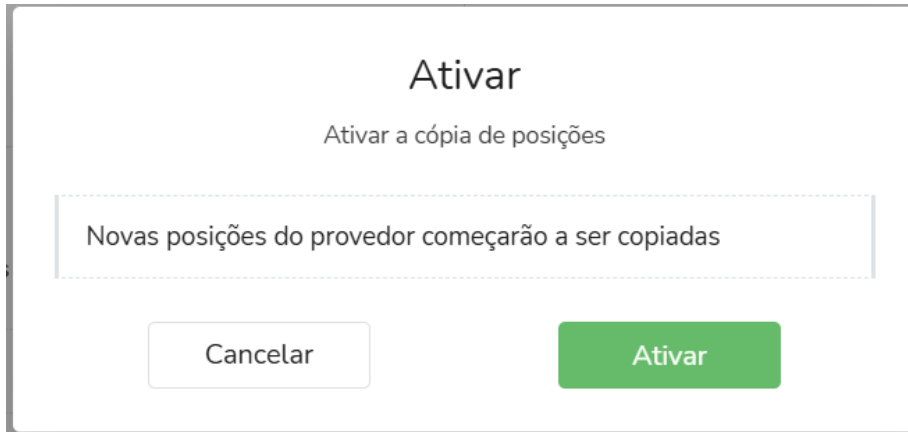 Ativar
Ativar a cópia de posições
Novas posições do provedor começarão a ser copiadas
Cancelar
Ativar